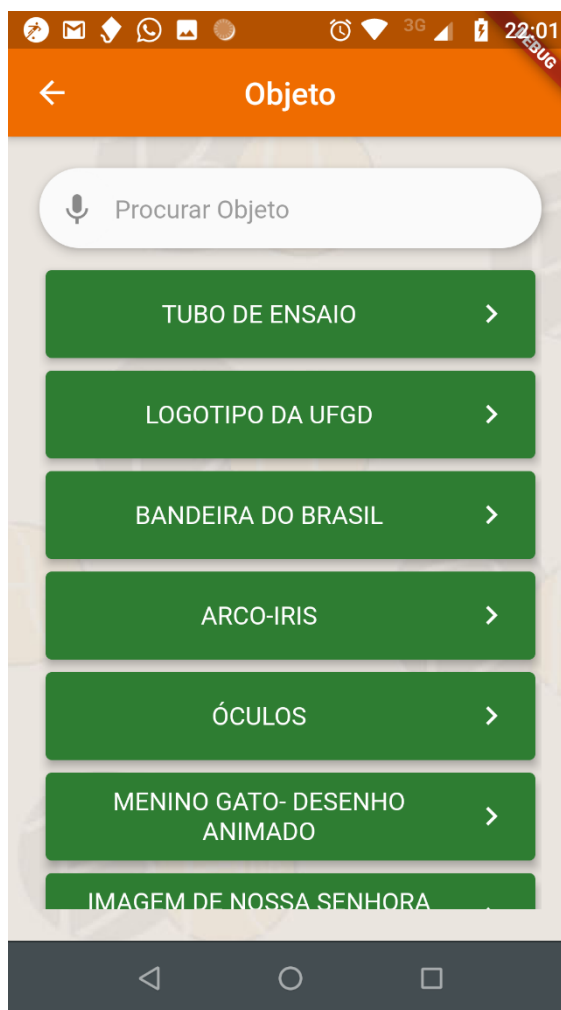 3G
22:01
DEBUG
Objeto
Procurar Objeto
TUBO DE ENSAIO
LOGOTIPO DA UFGD
BANDEIRA DO BRASIL
ARCO-IRIS
ÓCULOS
MENINO GATO- DESENHO
ANIMADO
IMAGEM DE NOSSA SENHORA